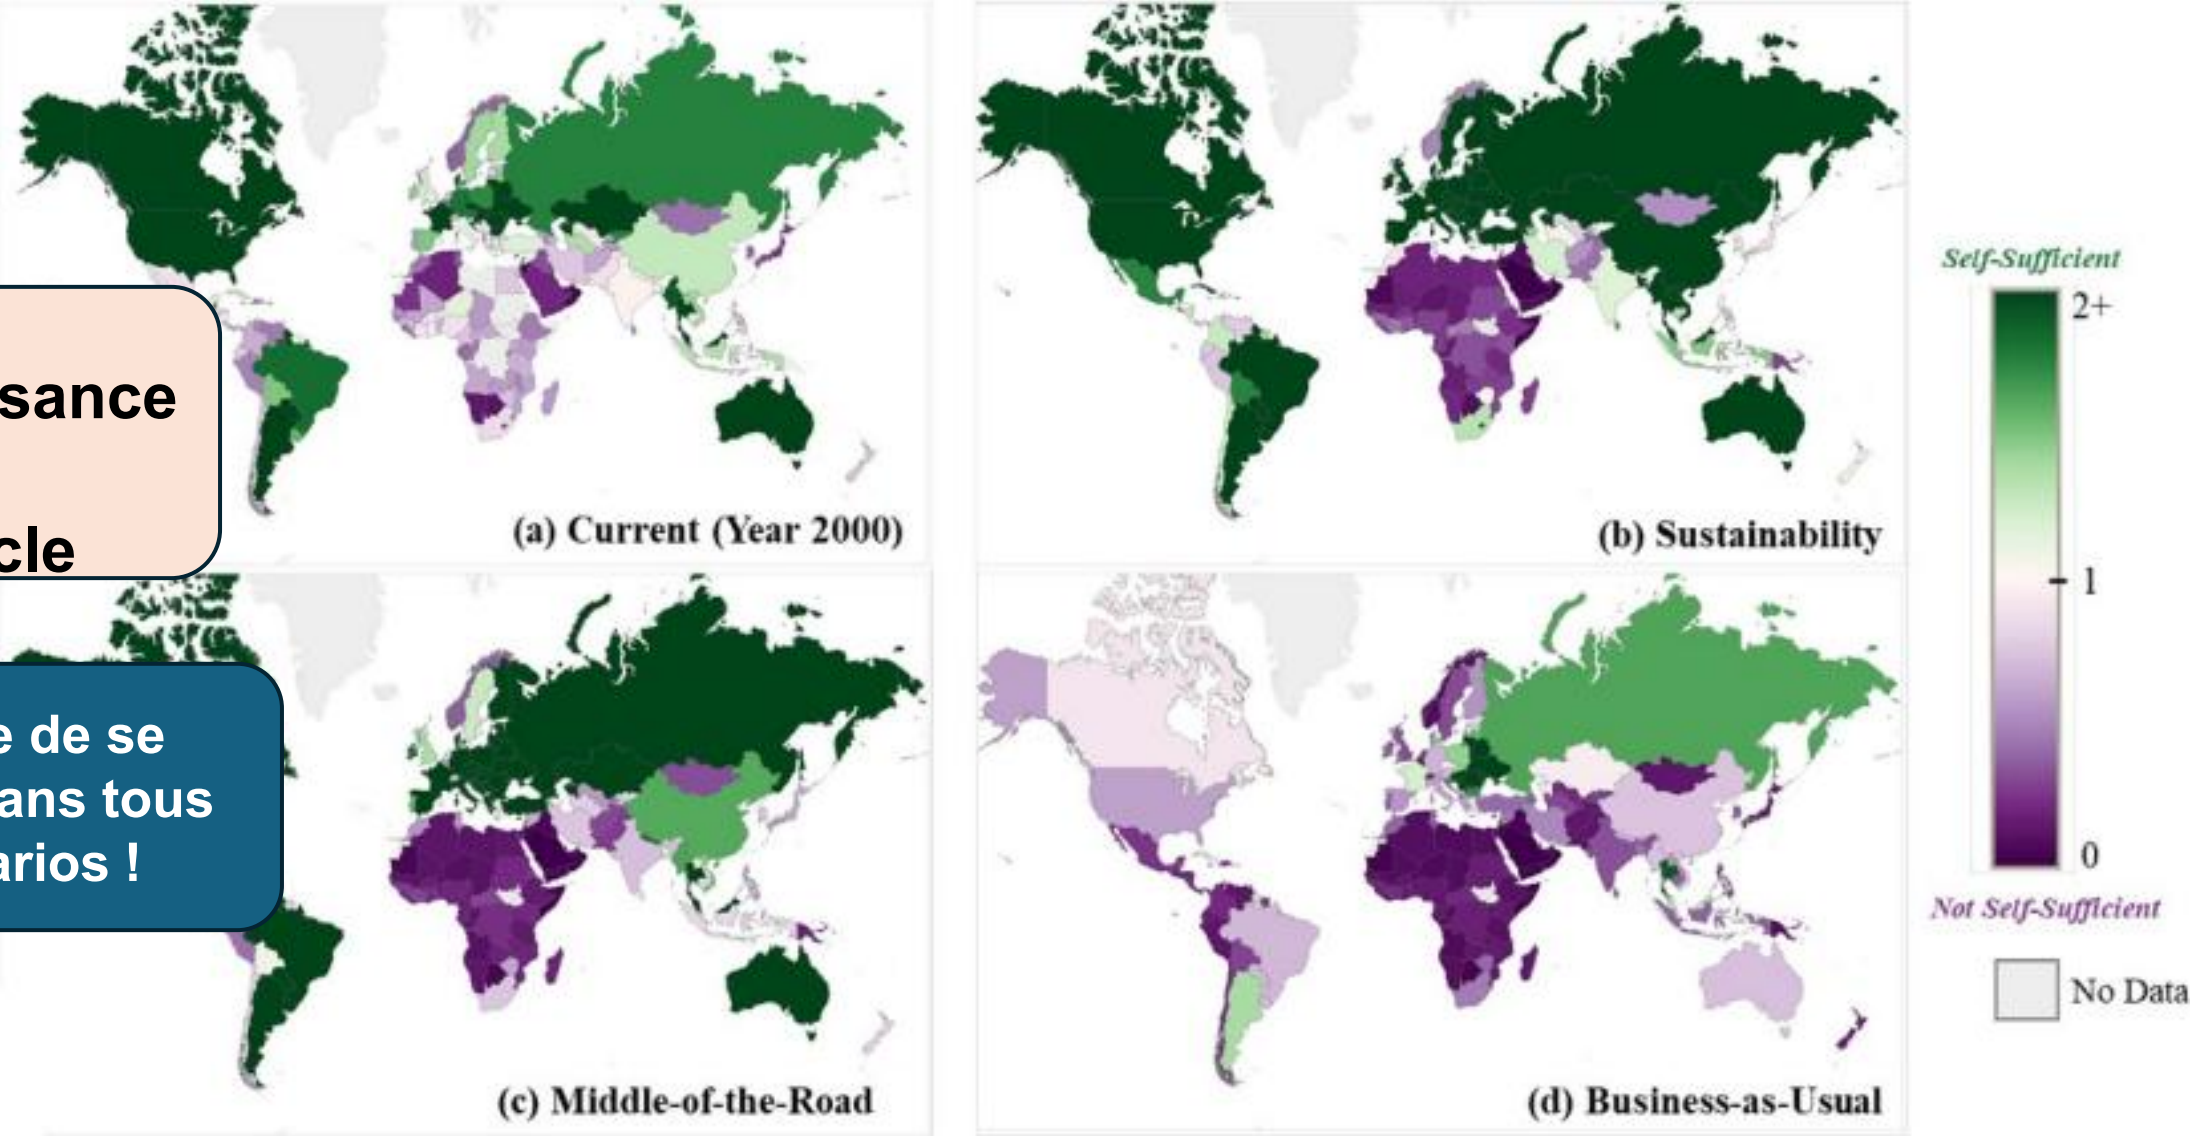 sance
cle
e de se
ans tous
arios !
(a) Current (Year 2000)
(b) Sustainability
(c) Middle-of-the-Road
(d) Business-as-Usual
Self-Sufficient
2+
1
0
Not Self-Sufficient
No Data